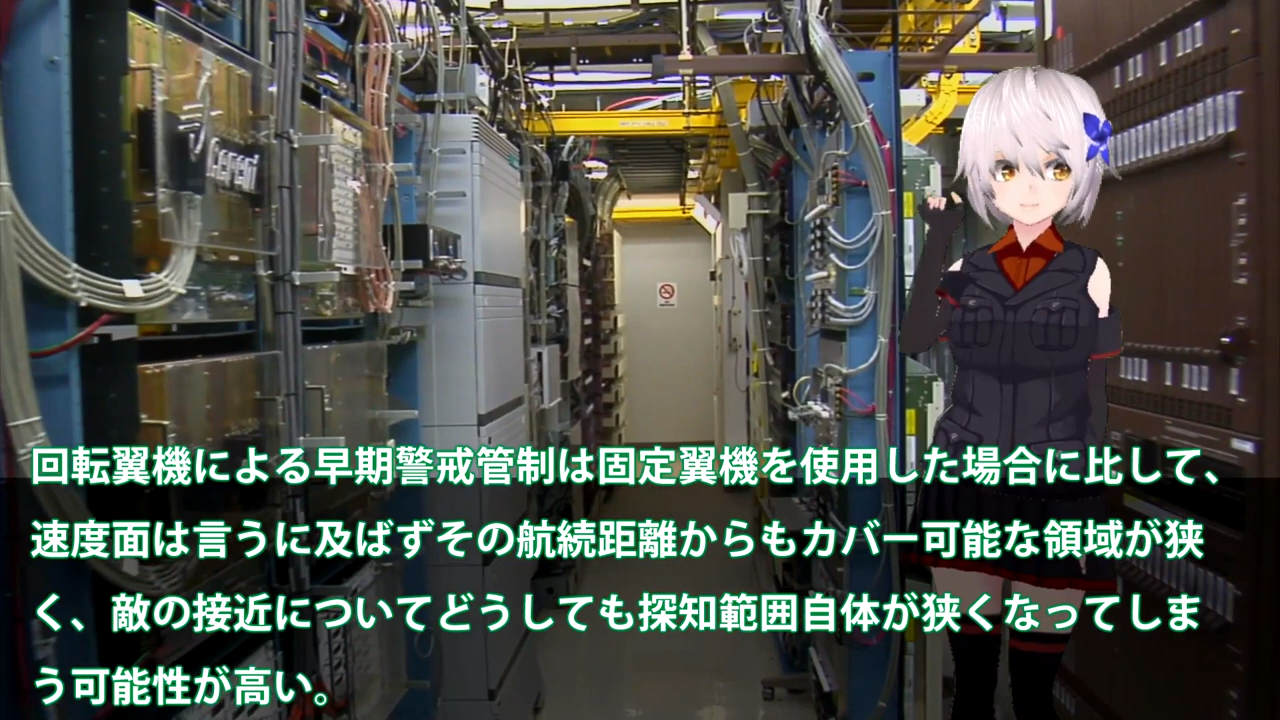 回転翼機による早期警戒管制は固定翼機を使用した場合に比して、
速度面は言うに及ばずその航続距離からもカバー可能な領域が狭
く、敵の接近についてどうしても探知範囲自体が狭くなってしま
う可能性が高い。